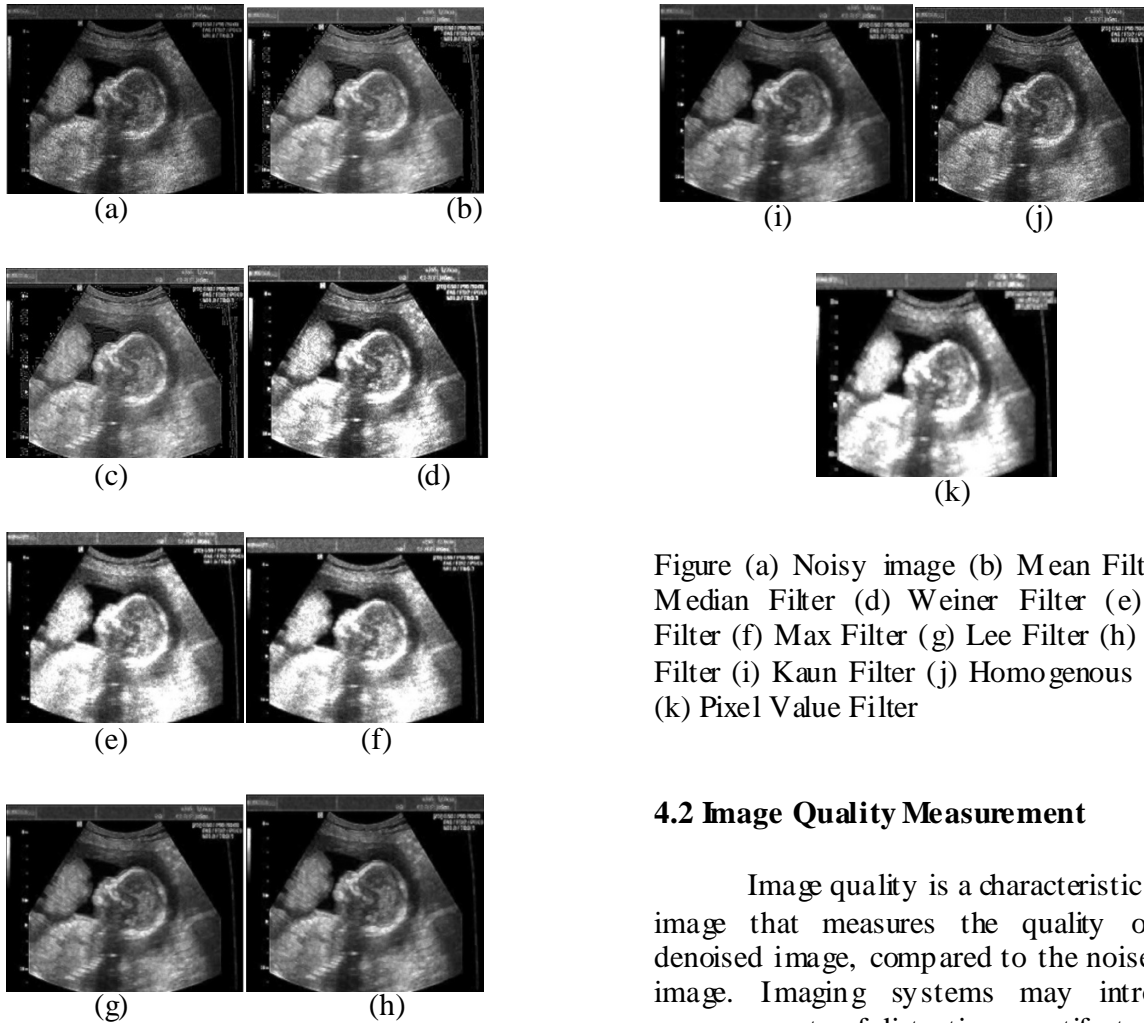 (a)
(b)
(c)
(d)
(e)
(f)
(g)
(h)
(i)
(j)
(k)
Figure (a) Noisy image (b) Mean Filt
Median Filter (d) Weiner Filter (e)
Filter (f) Max Filter (g) Lee Filter (h)
Filter (i) Kaun Filter (j) Homogenous
(k) Pixel Value Filter
4.2 Image Quality Measurement
Image quality is a characteristic
image that measures the quality o
denoised image, compared to the noise
image. Imaging systems may intr